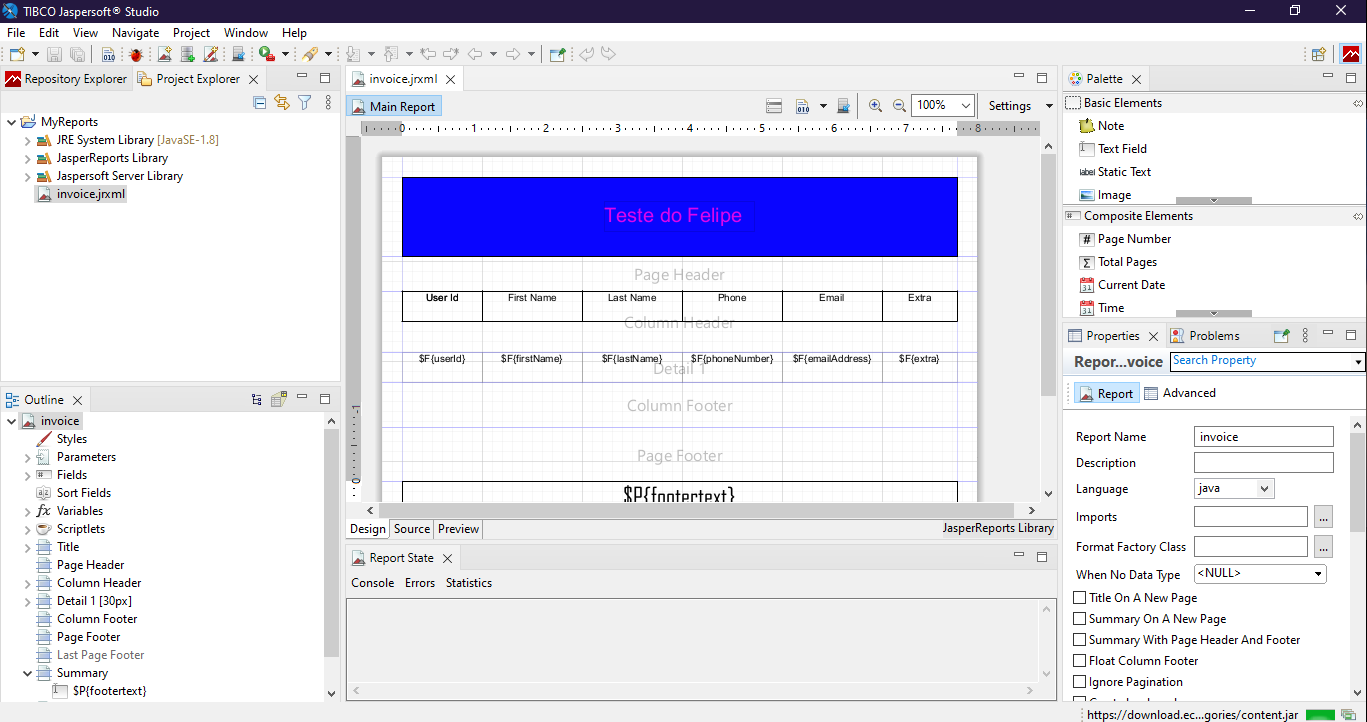 TIBCO Jaspersoft® Studio
File Edit View Navigate Project Window Help
Repository Explorer Project Explorer
MyReports
JRE System Library [JavaSE-1.8]
JasperReports Library
Jaspersoft Server Library
invoice.jrxml
Outline
invoice
Styles
Parameters
Fields
Sort Fields
Variables
Scriptlets
Title
Page Header
Column Header
Detail 1 [30px]
Column Footer
Page Footer
Last Page Footer
Summary
$P{footertext}
invoice.jrxml
Main Report 100% Settings
0 1 2 3 4 5 6 7 8
Teste do Felipe
Page Header
User Id First Name Last Name Phone Email Extra
Column Header
$F{userId} $F{firstName} $F{lastName} $F{phoneNumber} $F{emailAddress} $F{extra}
Detail 1
Column Footer
Page Footer
$P{footertext}
Design Source Preview JasperReports Library
Report State
Console Errors Statistics
Palette
Basic Elements
Note
Text Field
label Static Text
Image
Composite Elements
# Page Number
Σ Total Pages
31 Current Date
31 Time
Properties Problems
Repor...voice Search Property
Report Advanced
Report Name invoice
Description
Language java
Imports ...
Format Factory Class ...
When No Data Type <NULL>
Title On A New Page
Summary On A New Page
Summary With Page Header And Footer
Float Column Footer
Ignore Pagination
https://download.ec...gories/content.jar